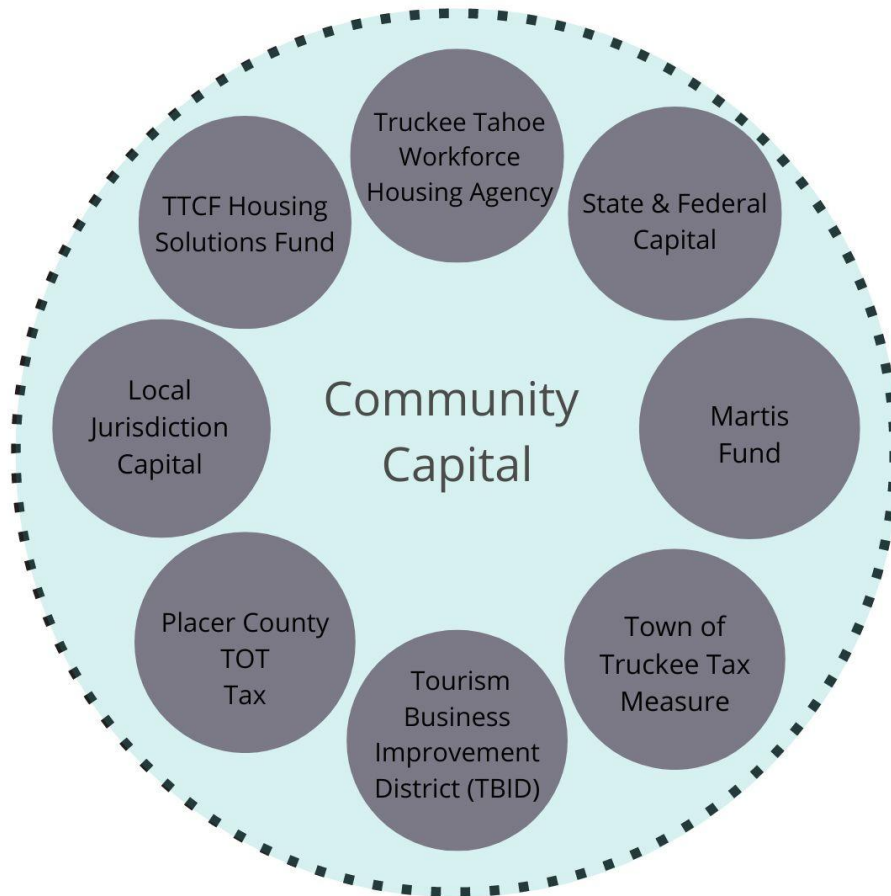 Truckee Tahoe
Workforce
Housing Agency
State & Federal
Capital
Martis
Fund
Town of
Truckee Tax
Measure
Tourism
Business
Improvement
District (TBID)
Placer County
TOT
Tax
Local
Jurisdiction
Capital
TTCF Housing
Solutions Fund
Community
Capital